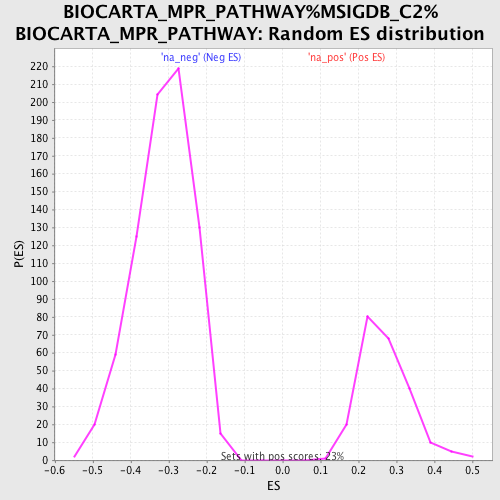 BIOCARTA_MPR_PATHWAY%MSIGDB_C2%
BIOCARTA_MPR_PATHWAY: Random ES distribution
'na_neg' (Neg ES)
'na_pos' (Pos ES)
220
210
200
190
180
170
160
150
140
130
120
110
100
90
80
70
60
50
40
30
20
10
0
P(ES)
Sets with pos scores: 23%
-0.6 -0.5 -0.4 -0.3 -0.2 -0.1 0.0 0.1 0.2 0.3 0.4 0.5
ES